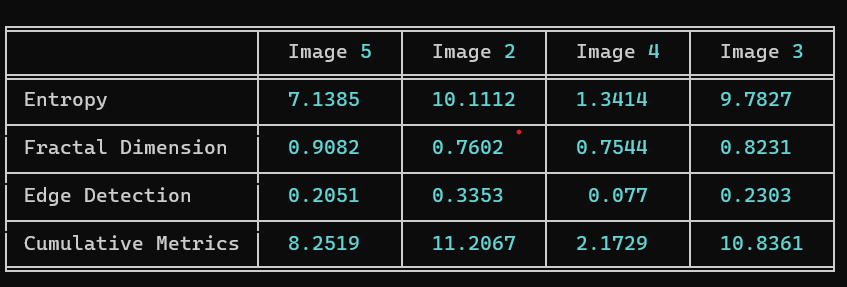 Image 5 Image 2 Image 4 Image 3
Entropy 7.1385 10.1112 1.3414 9.7827
Fractal Dimension 0.9082 0.7602 0.7544 0.8231
Edge Detection 0.2051 0.3353 0.077 0.2303
Cumulative Metrics 8.2519 11.2067 2.1729 10.8361